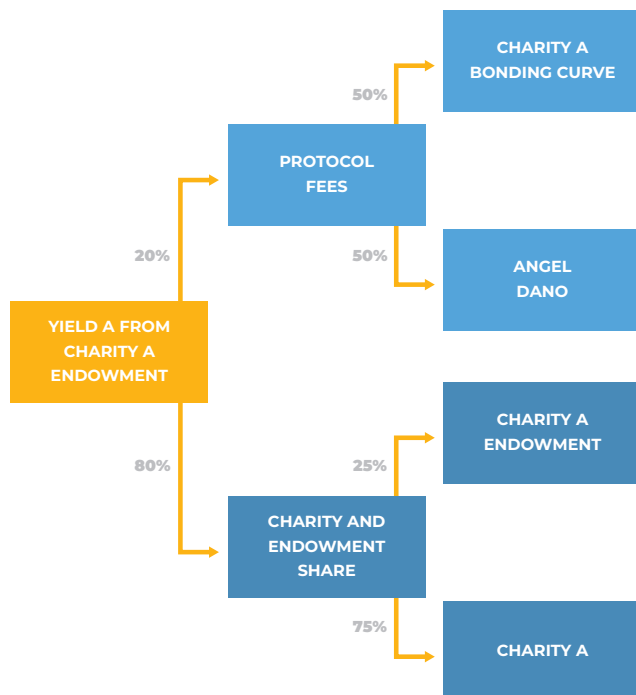 CHARITY A
BONDING CURVE
50%
PROTOCOL
FEES
20%
50%
ANGEL
DANO
YIELD A FROM
CHARITY A
ENDOWMENT
CHARITY A
ENDOWMENT
80%
25%
CHARITY AND
ENDOWMENT
SHARE
75%
CHARITY A